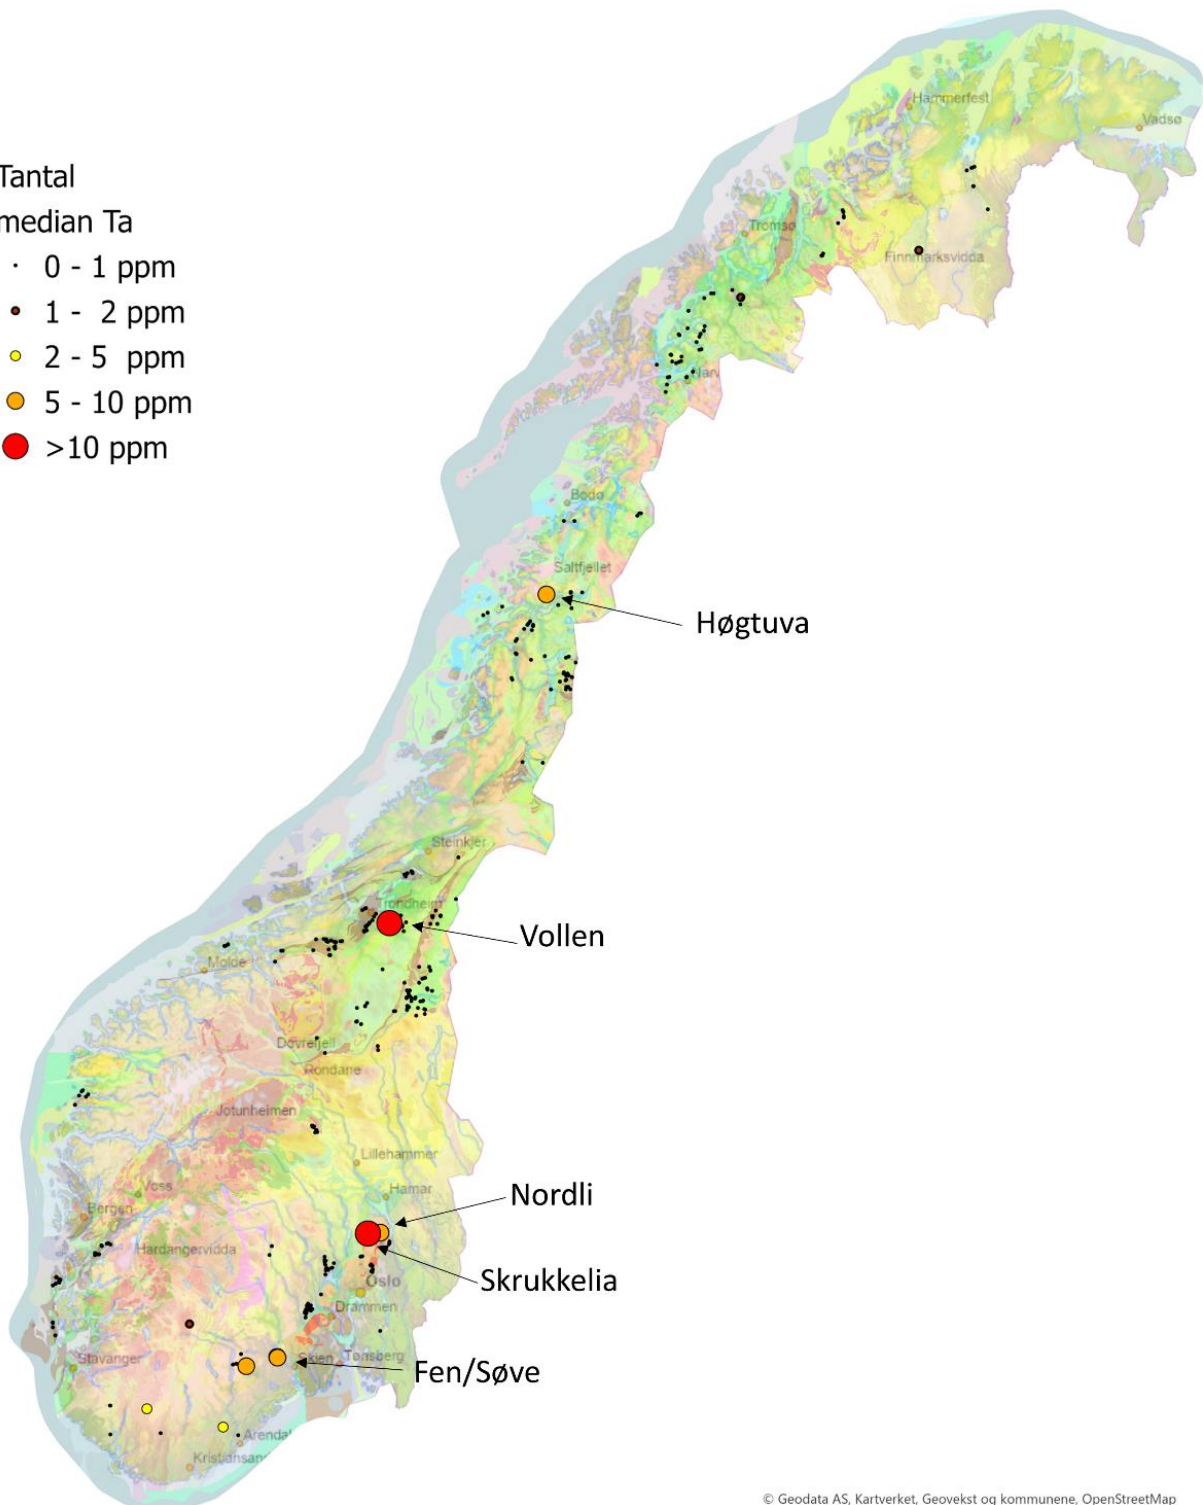 Tantal
median Ta
0 - 1 ppm
1 - 2 ppm
2 - 5 ppm
5 - 10 ppm
>10 ppm
Hammerfest
Vadsø
Tromsø
Finnmarksvidda
Narv
Bodø
Saltfjellet
Høgtuva
Steinkjer
Trondheim
Vollen
Molde
Dovrefjell
Rondane
Jotunheimen
Lillehammer
Voss
Hamar
Nordli
Bergen
Hardangervidda
Skrukkelia
Oslo
Drammen
Stavanger
Skien
Tønsberg
Fen/Søve
Arendal
Kristiansan
© Geodata AS, Kartverket, Geovekst og kommunene, OpenStreetMap